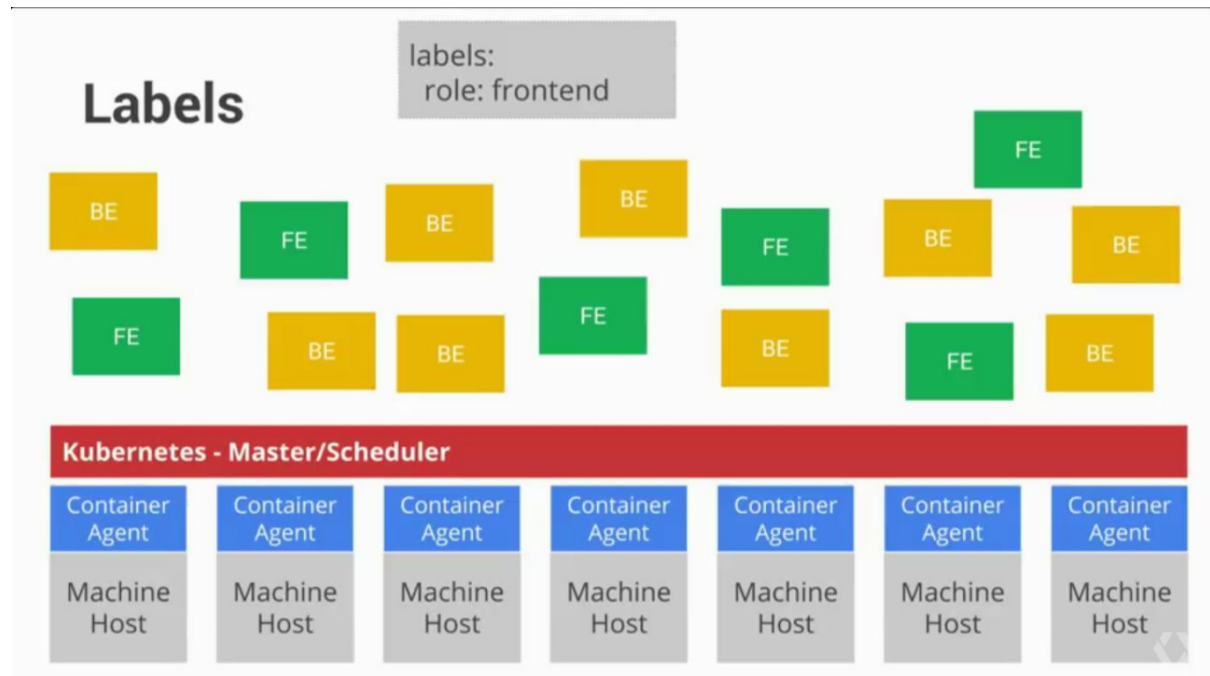 labels:
role: frontend
Labels
FE
BE
BE
BE
FE
BE
FE
BE
BE
FE
FE
BE
BE
BE
FE
BE
Kubernetes - Master/Scheduler
Container
Agent
Container
Agent
Container
Agent
Container
Agent
Container
Agent
Container
Agent
Container
Agent
Machine
Host
Machine
Host
Machine
Host
Machine
Host
Machine
Host
Machine
Host
Machine
Host